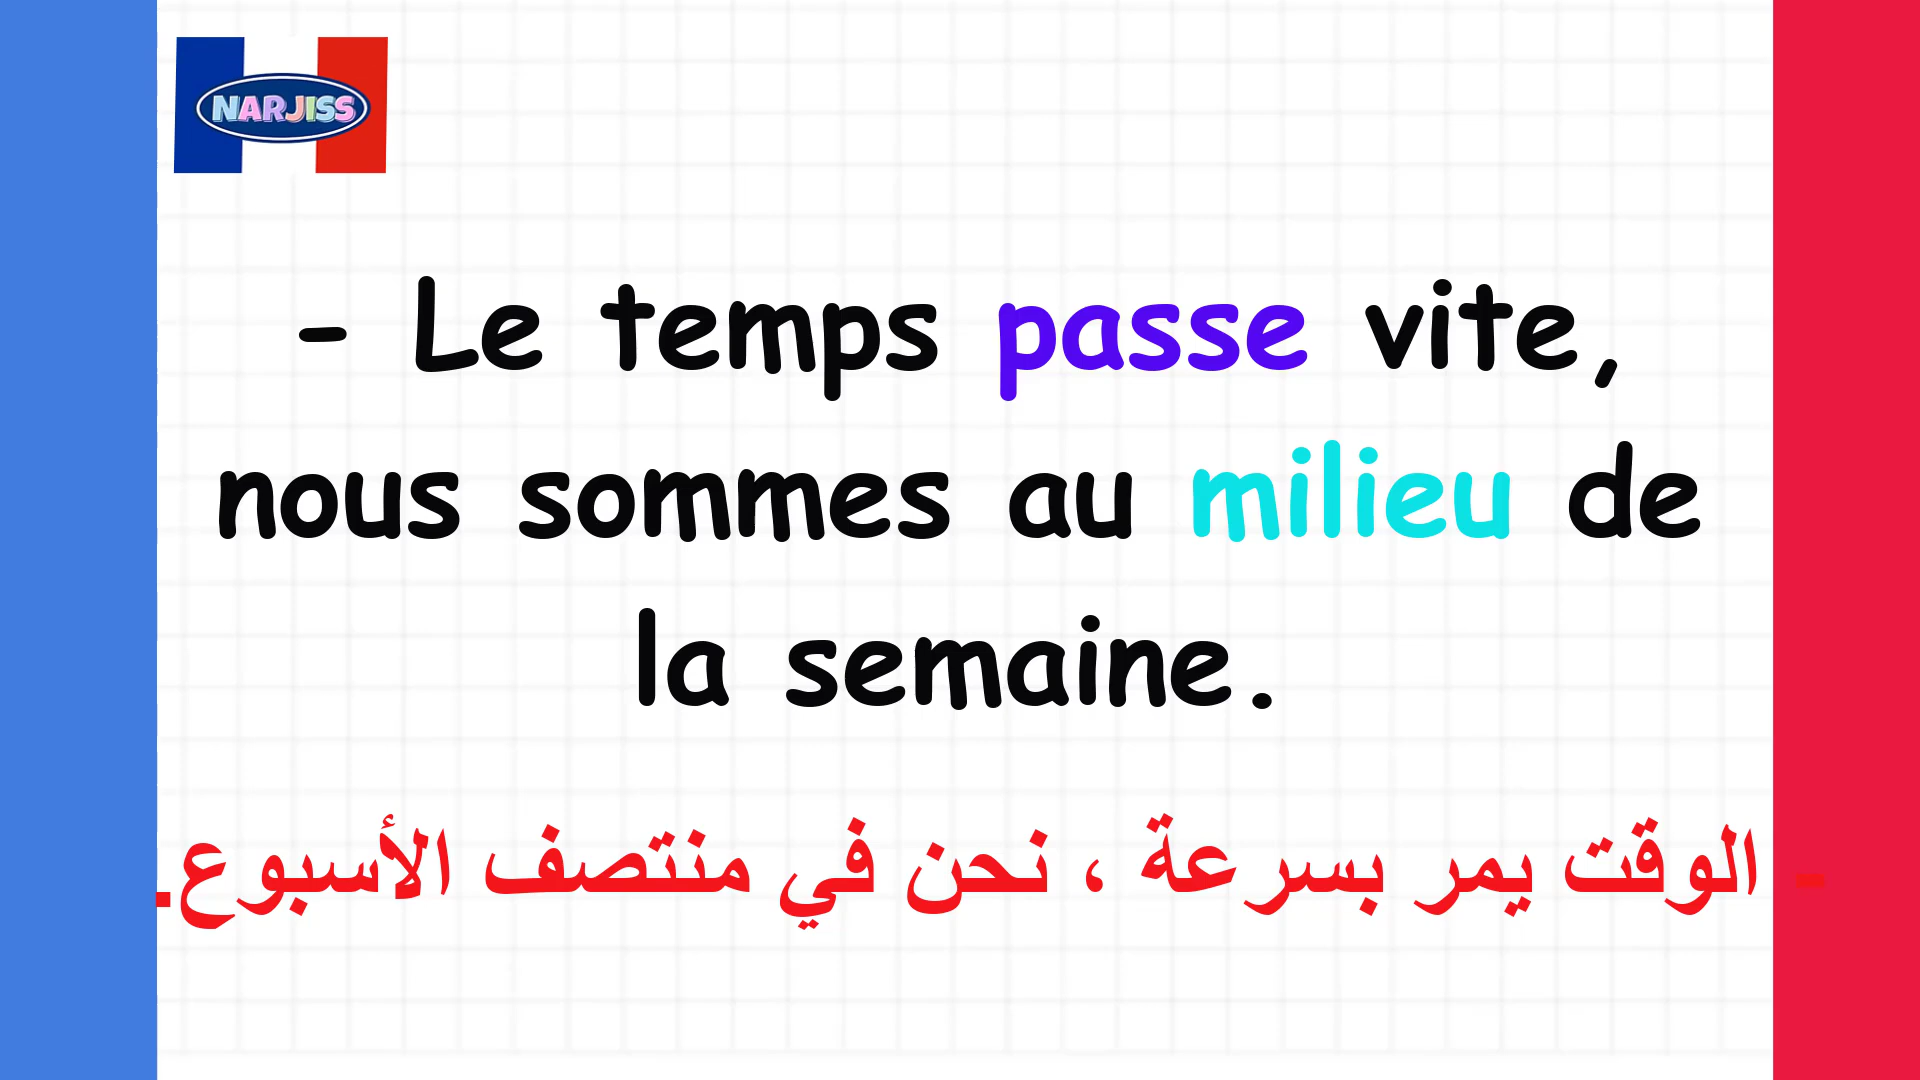 NARJISS
- Le temps passe vite,
nous sommes au milieu de
la semaine.
- الوقت يمر بسرعة ، نحن في منتصف الأسبوع.